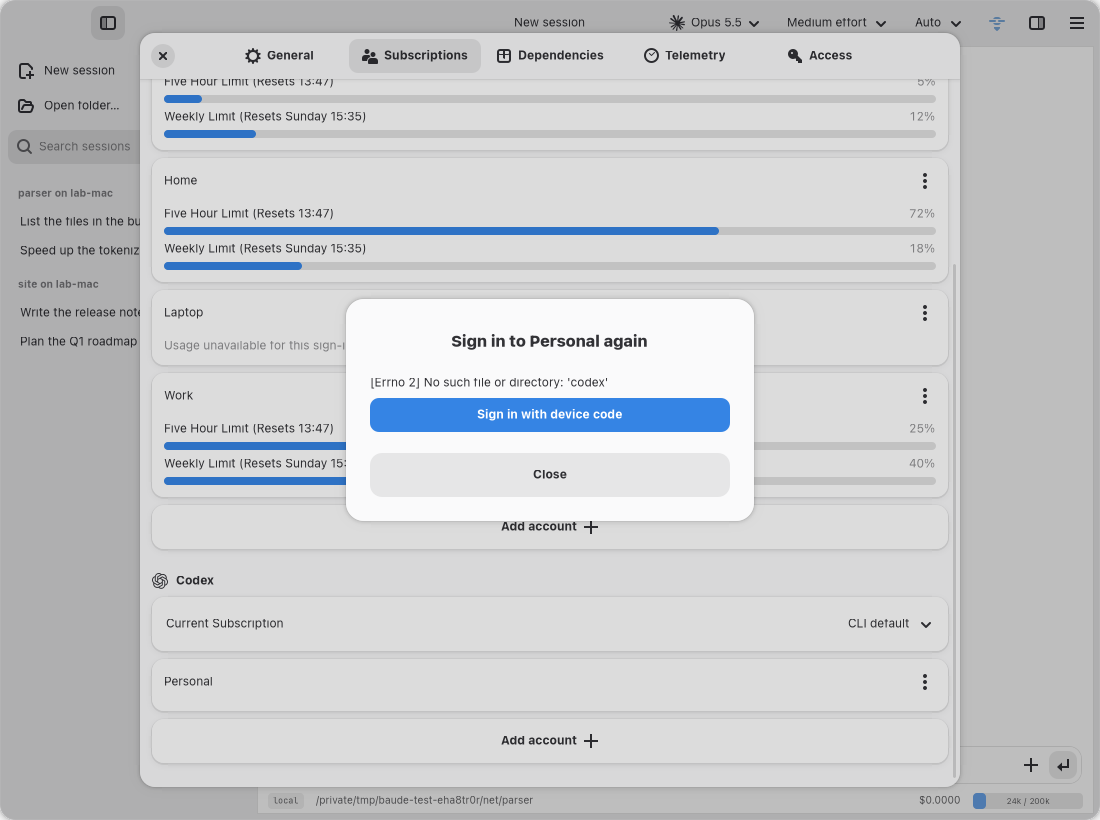 New session
Opus 5.5
Medium effort
Auto
New session
Open folder...
Search sessions
parser on lab-mac
List the files in the bu
Speed up the tokeniz
site on lab-mac
Write the release note
Plan the Q1 roadmap
General
Subscriptions
Dependencies
Telemetry
Access
Five Hour Limit (Resets 13:47)
5%
Weekly Limit (Resets Sunday 15:35)
12%
Home
Five Hour Limit (Resets 13:47)
72%
Weekly Limit (Resets Sunday 15:35)
18%
Laptop
Usage unavailable for this sign-i
Work
Five Hour Limit (Resets 13:47)
25%
Weekly Limit (Resets Sunday 15:
40%
Add account
Sign in to Personal again
[Errno 2] No such file or directory: 'codex'
Sign in with device code
Close
Codex
Current Subscription
CLI default
Personal
Add account
local
/private/tmp/baude-test-eha8tr0r/net/parser
$0.0000
24k / 200k